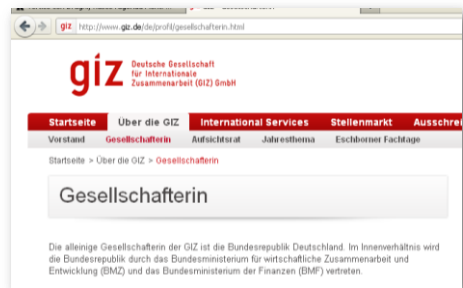 giz http://www.giz.de/de/profil/gesellschafterin.html
giz Deutsche Gesellschaft
für Internationale
Zusammenarbeit (GIZ) GmbH
Startseite Über die GIZ International Services Stellenmarkt Ausschrei
Vorstand Gesellschafterin Aufsichtsrat Jahresthema Eschborner Fachtage
Startseite > Über die GIZ > Gesellschafterin
Gesellschafterin
Die alleinige Gesellschafterin der GIZ ist die Bundesrepublik Deutschland. Im Innenverhältnis wird
die Bundesrepublik durch das Bundesministerium für wirtschaftliche Zusammenarbeit und
Entwicklung (BMZ) und das Bundesministerium der Finanzen (BMF) vertreten.